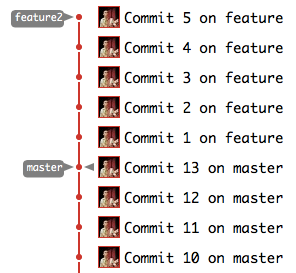 feature2 Commit 5 on feature
Commit 4 on feature
Commit 3 on feature
Commit 2 on feature
Commit 1 on feature
master Commit 13 on master
Commit 12 on master
Commit 11 on master
Commit 10 on master